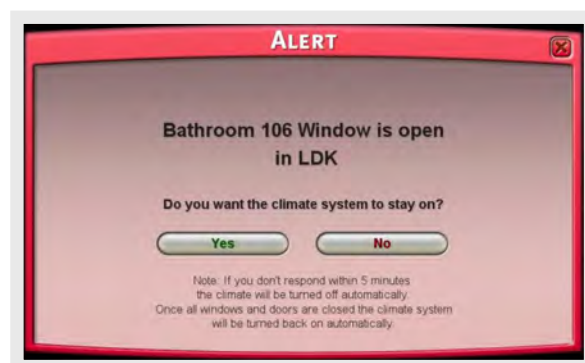 ALERT
Bathroom 106 Window is open
in LDK
Do you want the climate system to stay on?
Yes
No
Note: If you don't respond within 5 minutes
the climate will be turned off automatically.
Once all windows and doors are closed the climate system
will be turned back on automatically.